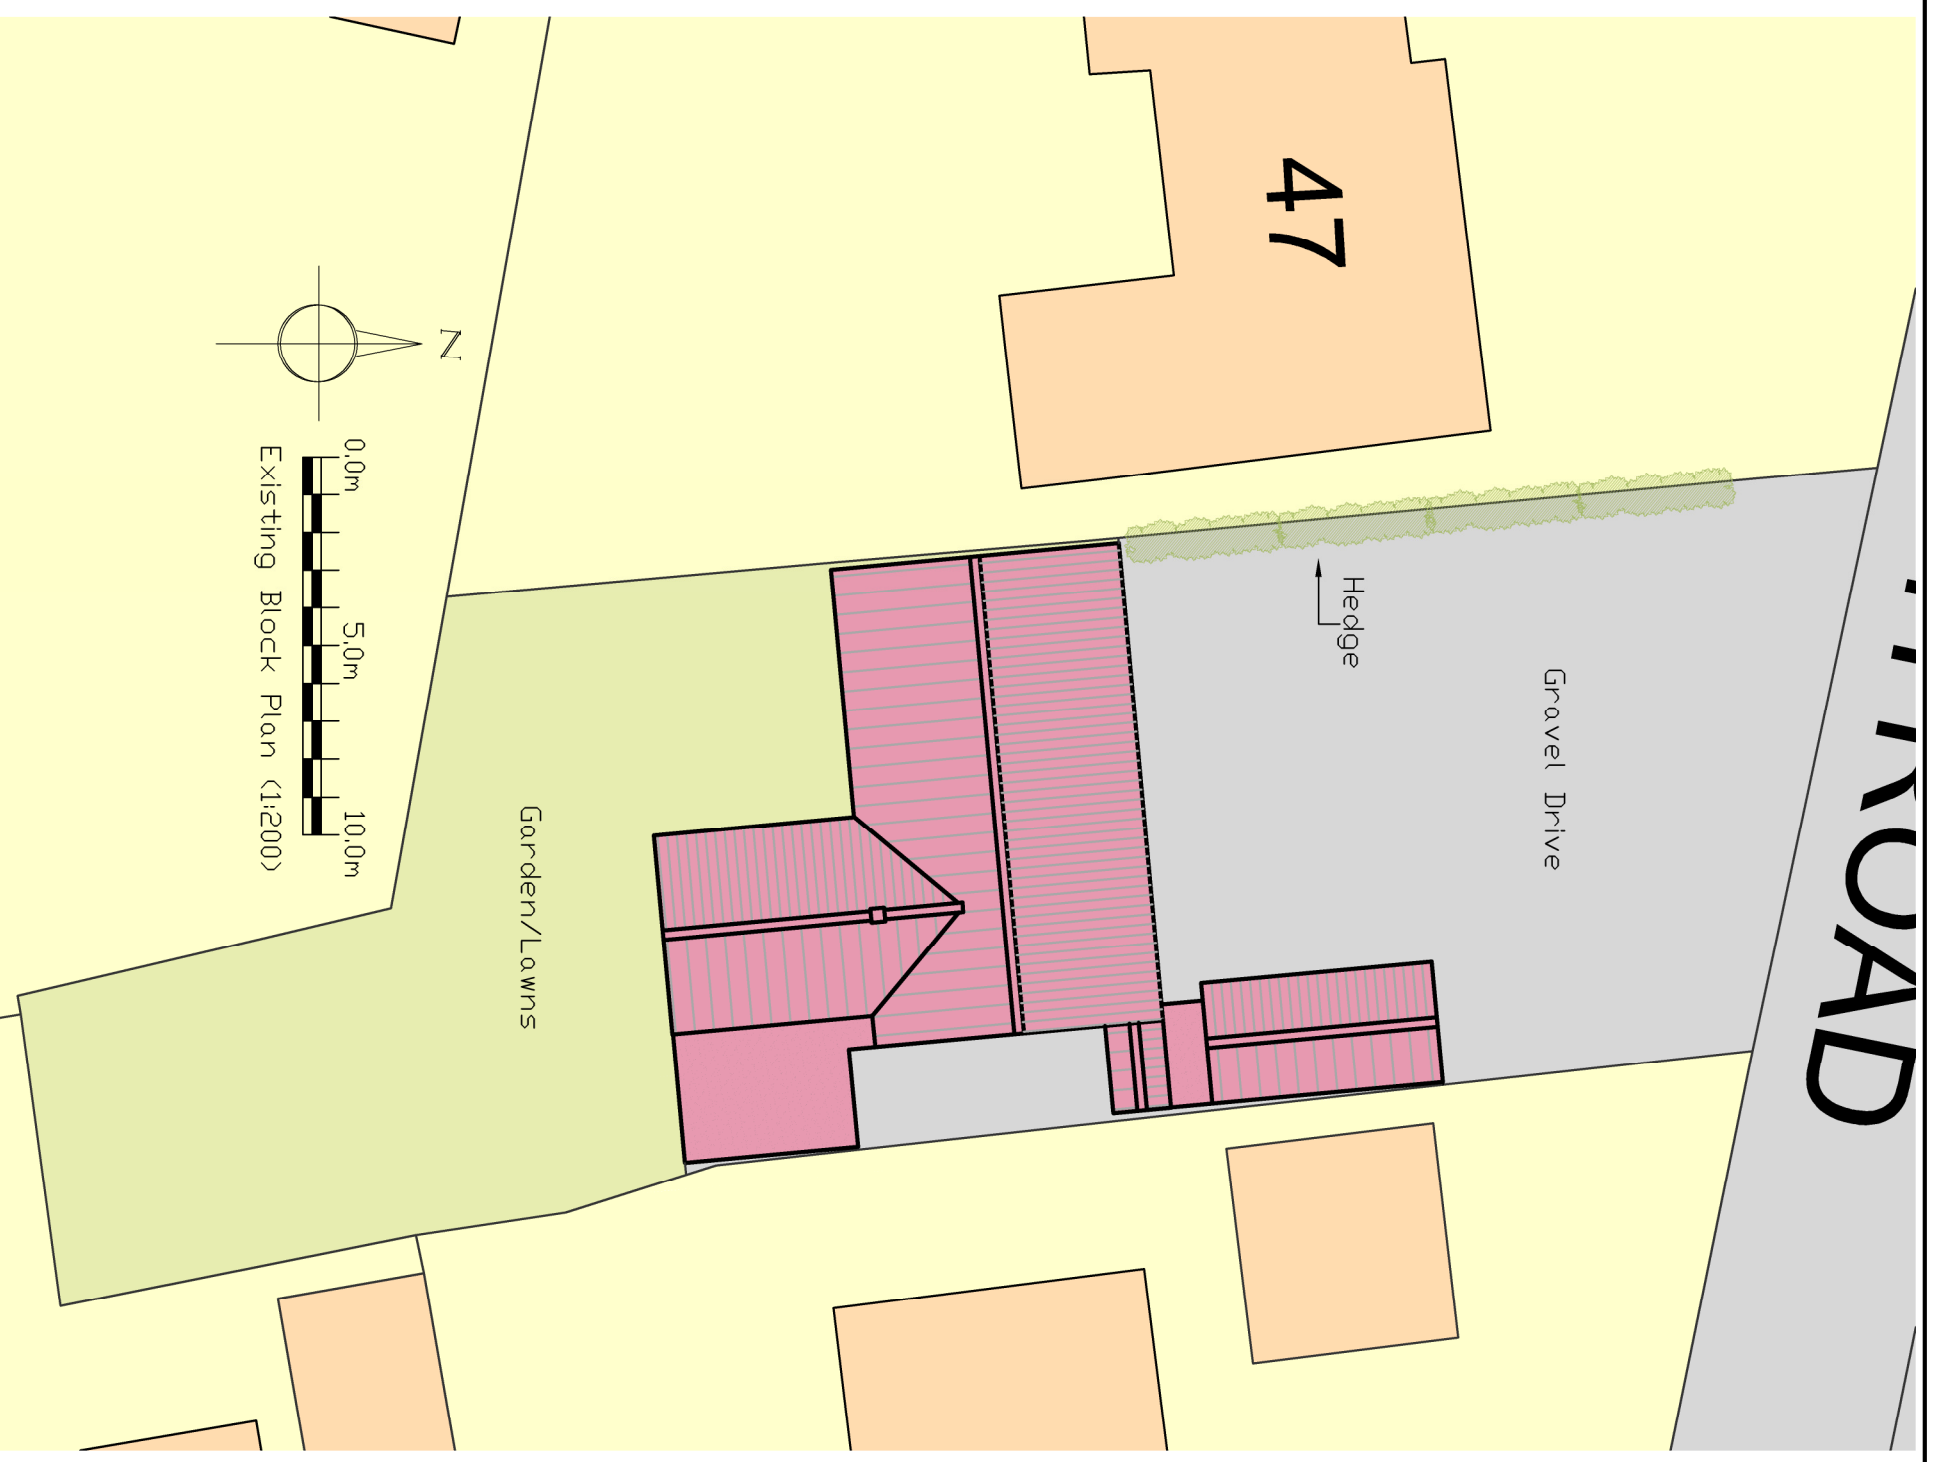 47
Hedge
Gravel Drive
ROAD
N
0,0m 5,0m 10,0m
Existing Block Plan (1:200)
Garden/Lawns